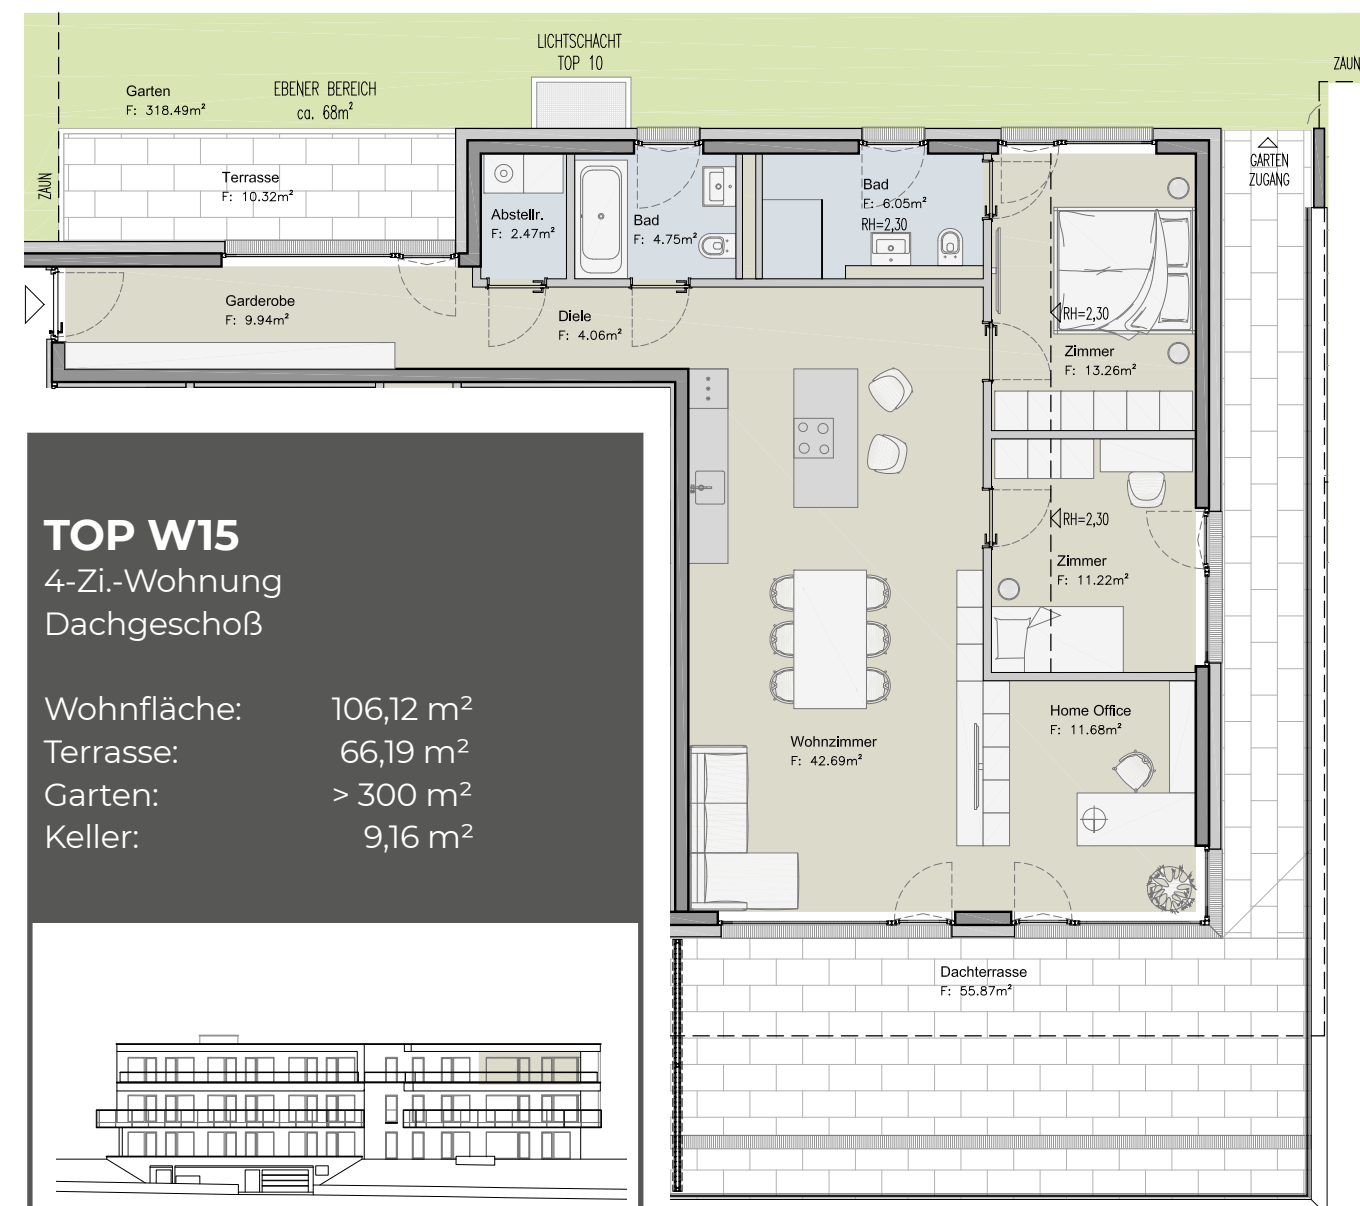 LICHTSCHACHT
TOP 10
ZAUN
Garten
F: 318.49m²
EBENER BEREICH
ca. 68m²
ZAUN
Terrasse
F: 10.32m²
GARTEN
ZUGANG
Abstellr.
F: 2.47m²
Bad
F: 4.75m²
Bad
F: 6.05m²
RH=2,30
Garderobe
F: 9.94m²
Diele
F: 4.06m²
RH=2,30
Zimmer
F: 13.26m²
RH=2,30
Zimmer
F: 11.22m²
Home Office
F: 11.68m²
Wohnzimmer
F: 42.69m²
Dachterrasse
F: 55.87m²
TOP W15
4-Zi.-Wohnung
Dachgeschoß
Wohnfläche: 106,12 m²
Terrasse: 66,19 m²
Garten: > 300 m²
Keller: 9,16 m²